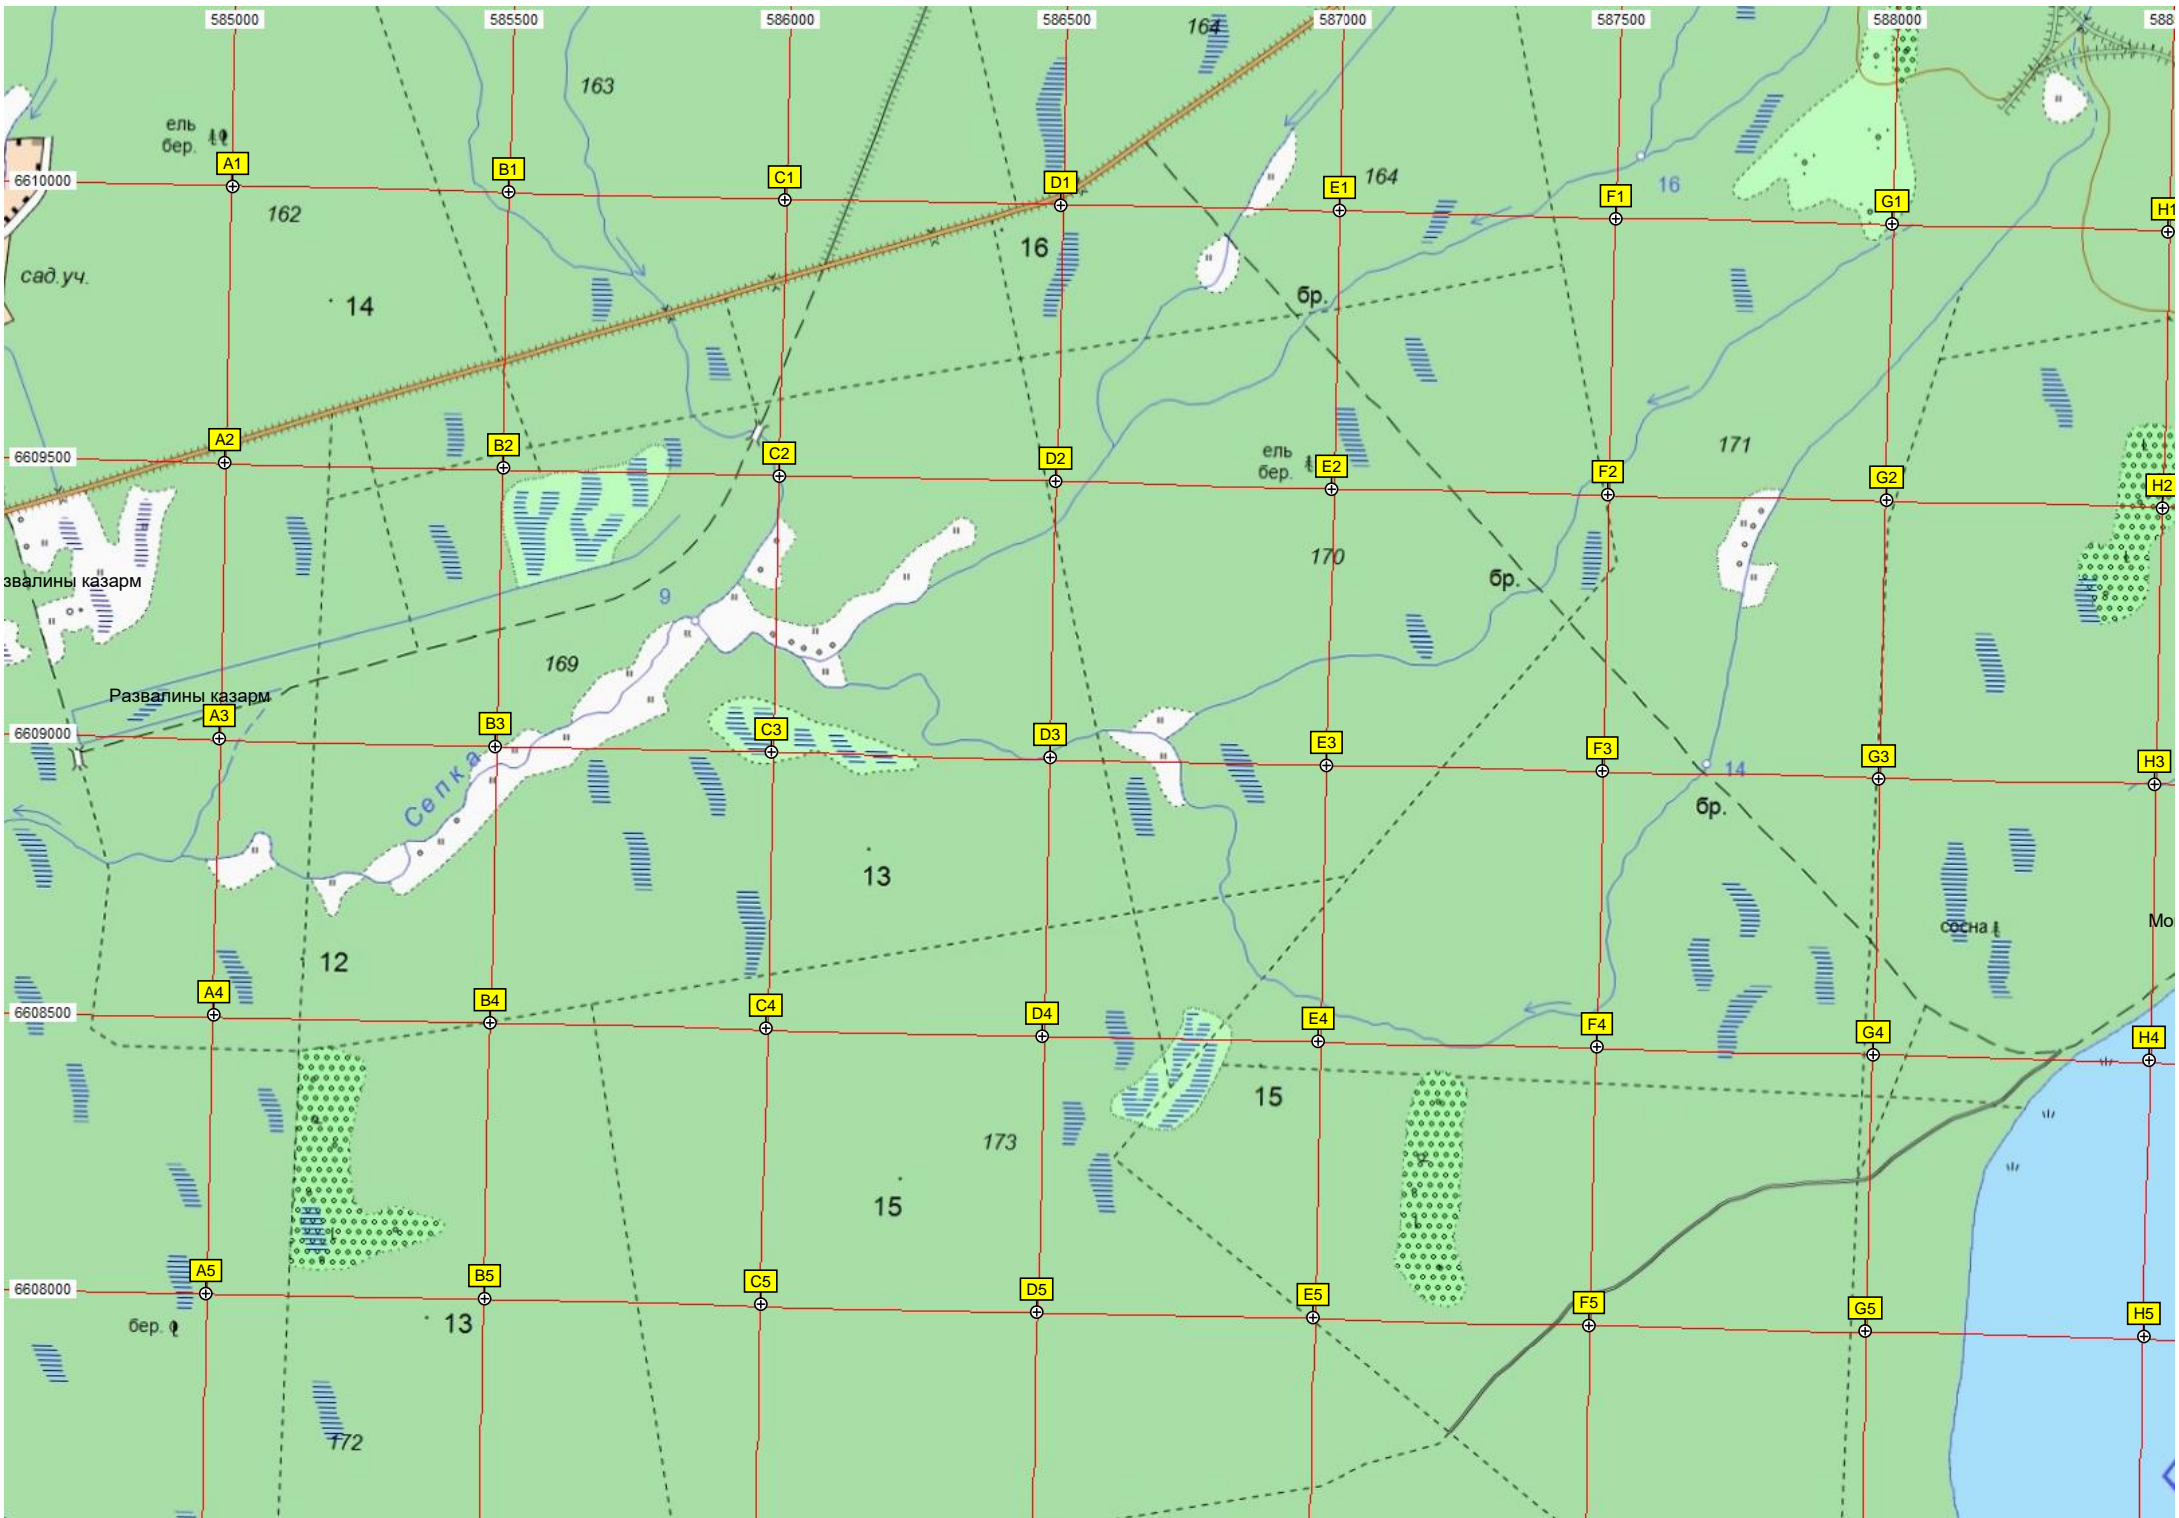 585000 585500 586000 586500 587000 587500 588000 588
164
163
ель
бер.
A1 B1 C1 D1 E1 164 F1 16 G1 H1
6610000
162
16
сад.уч.
14
бр.
A2 B2 C2 D2 E2 F2 G2 H2
6609500
ель
бер.
171
170
звалины казарм
бр.
9
169
Развалины казарм
A3 B3 C3 D3 E3 F3 G3 H3
6609000
14
Сепка
бр.
13
сосна
Мо
12
A4 B4 C4 D4 E4 F4 G4 H4
6608500
15
173
15
A5 B5 C5 D5 E5 F5 G5 H5
6608000
бер.
13
172